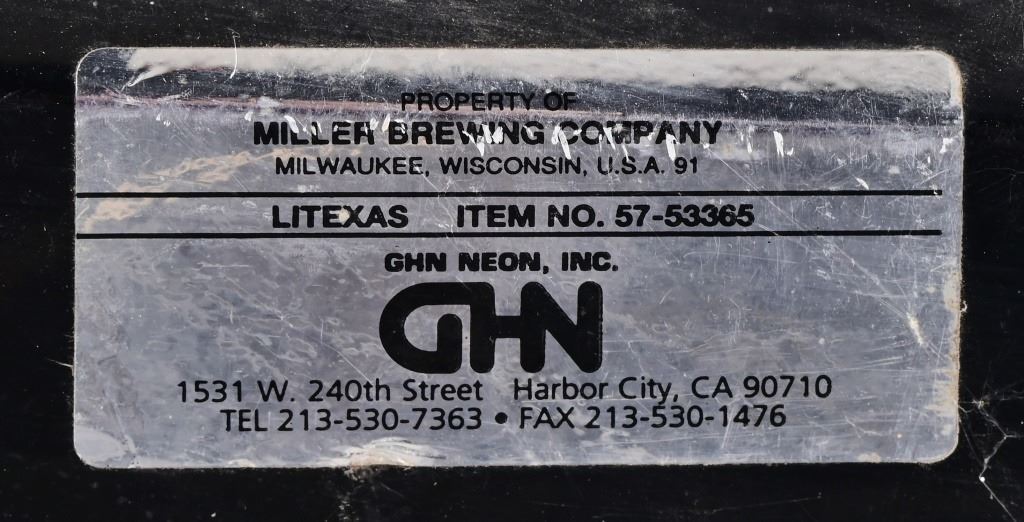 PROPERTY OF
MILLER BREWING COMPANY
MILWAUKEE, WISCONSIN, U.S.A. 91
LITEXAS ITEM NO. 57-53365
GHN NEON, INC.
GHN
1531 W. 240th Street Harbor City, CA 90710
TEL 213-530-7363 • FAX 213-530-1476